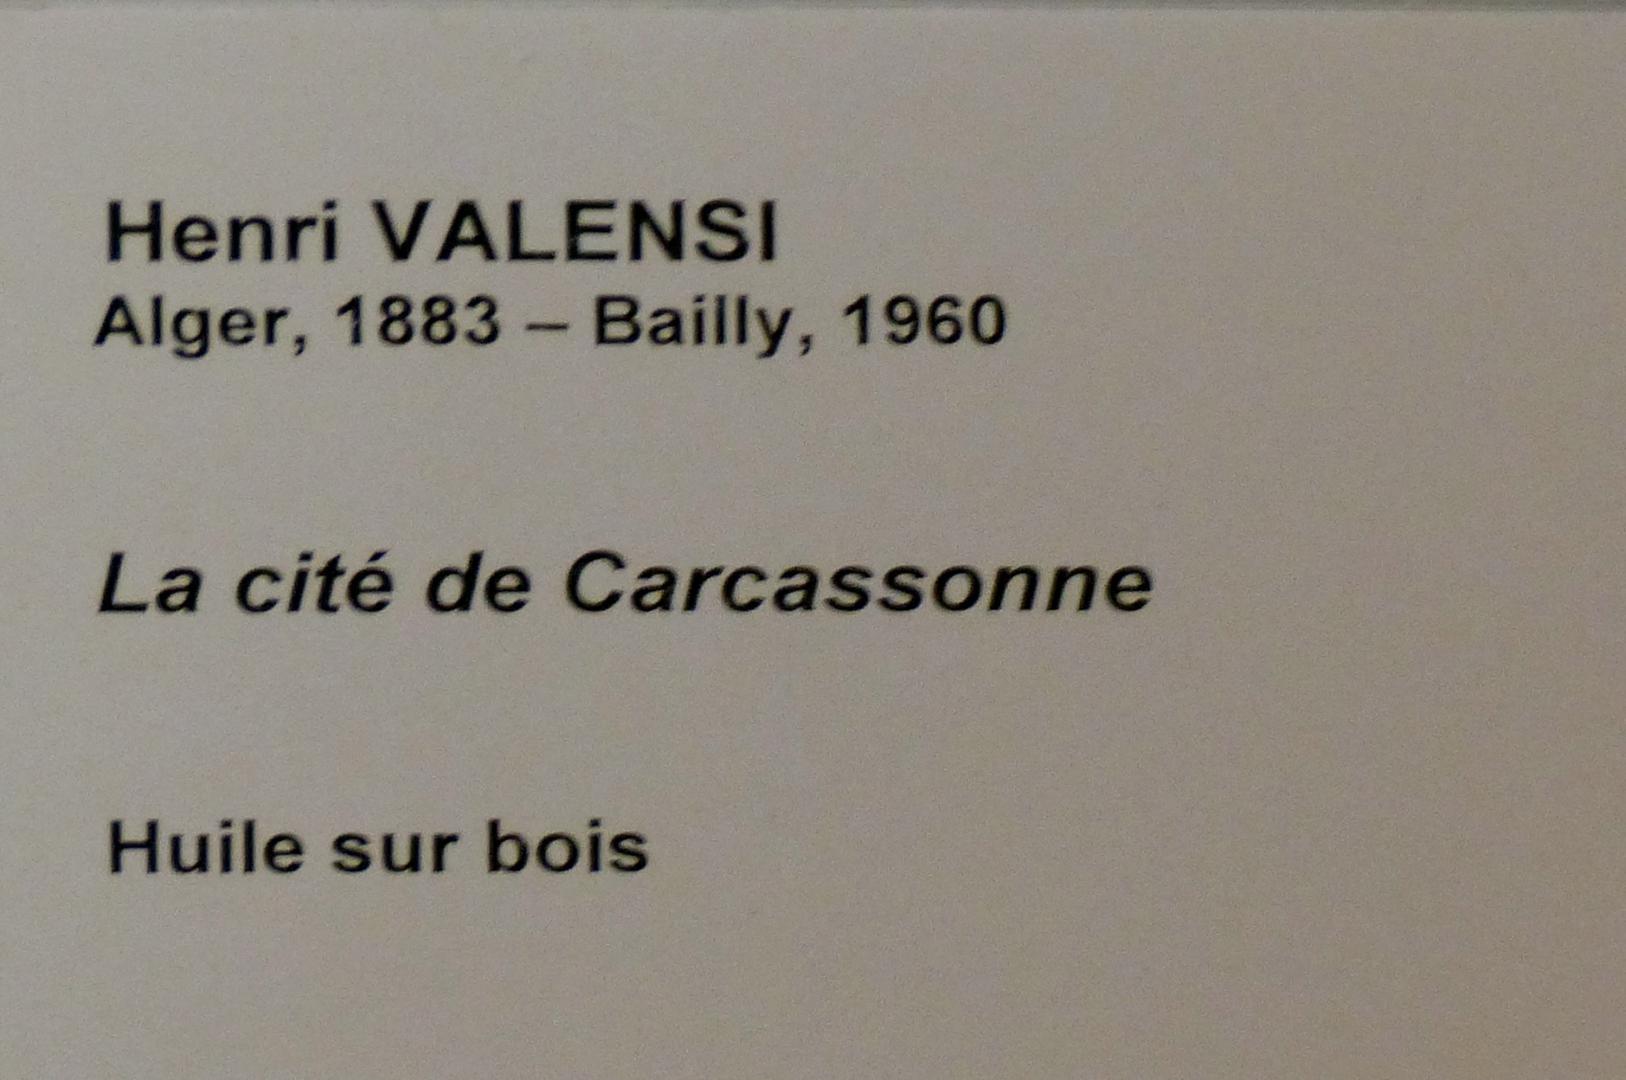 Henri VALENSI
Alger, 1883 – Bailly, 1960
La cité de Carcassonne
Huile sur bois